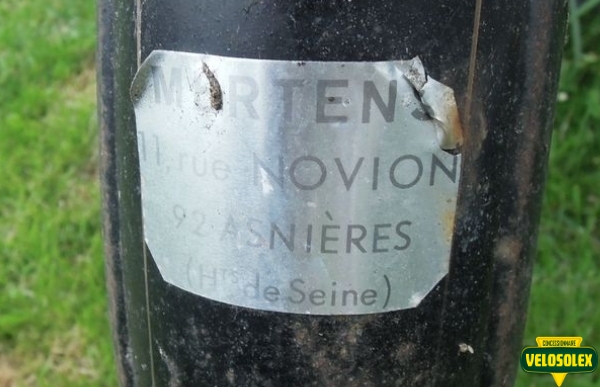 MARTENS
11, rue NOVION
92-ASNIÈRES
(Hts de Seine)
CONCESSIONNAIRE
VELOSOLEX